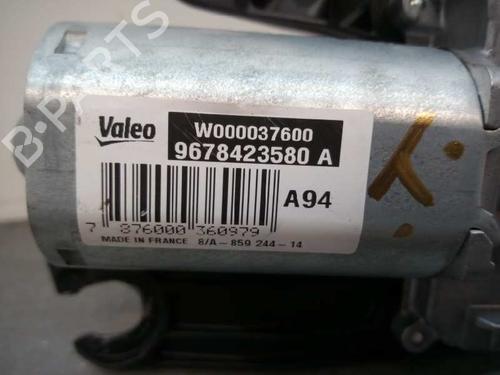 B-PARTS
Valeo
W000037600
9678423580 A
A94
7 876000 360979
MADE IN FRANCE 8/A-859 244-14